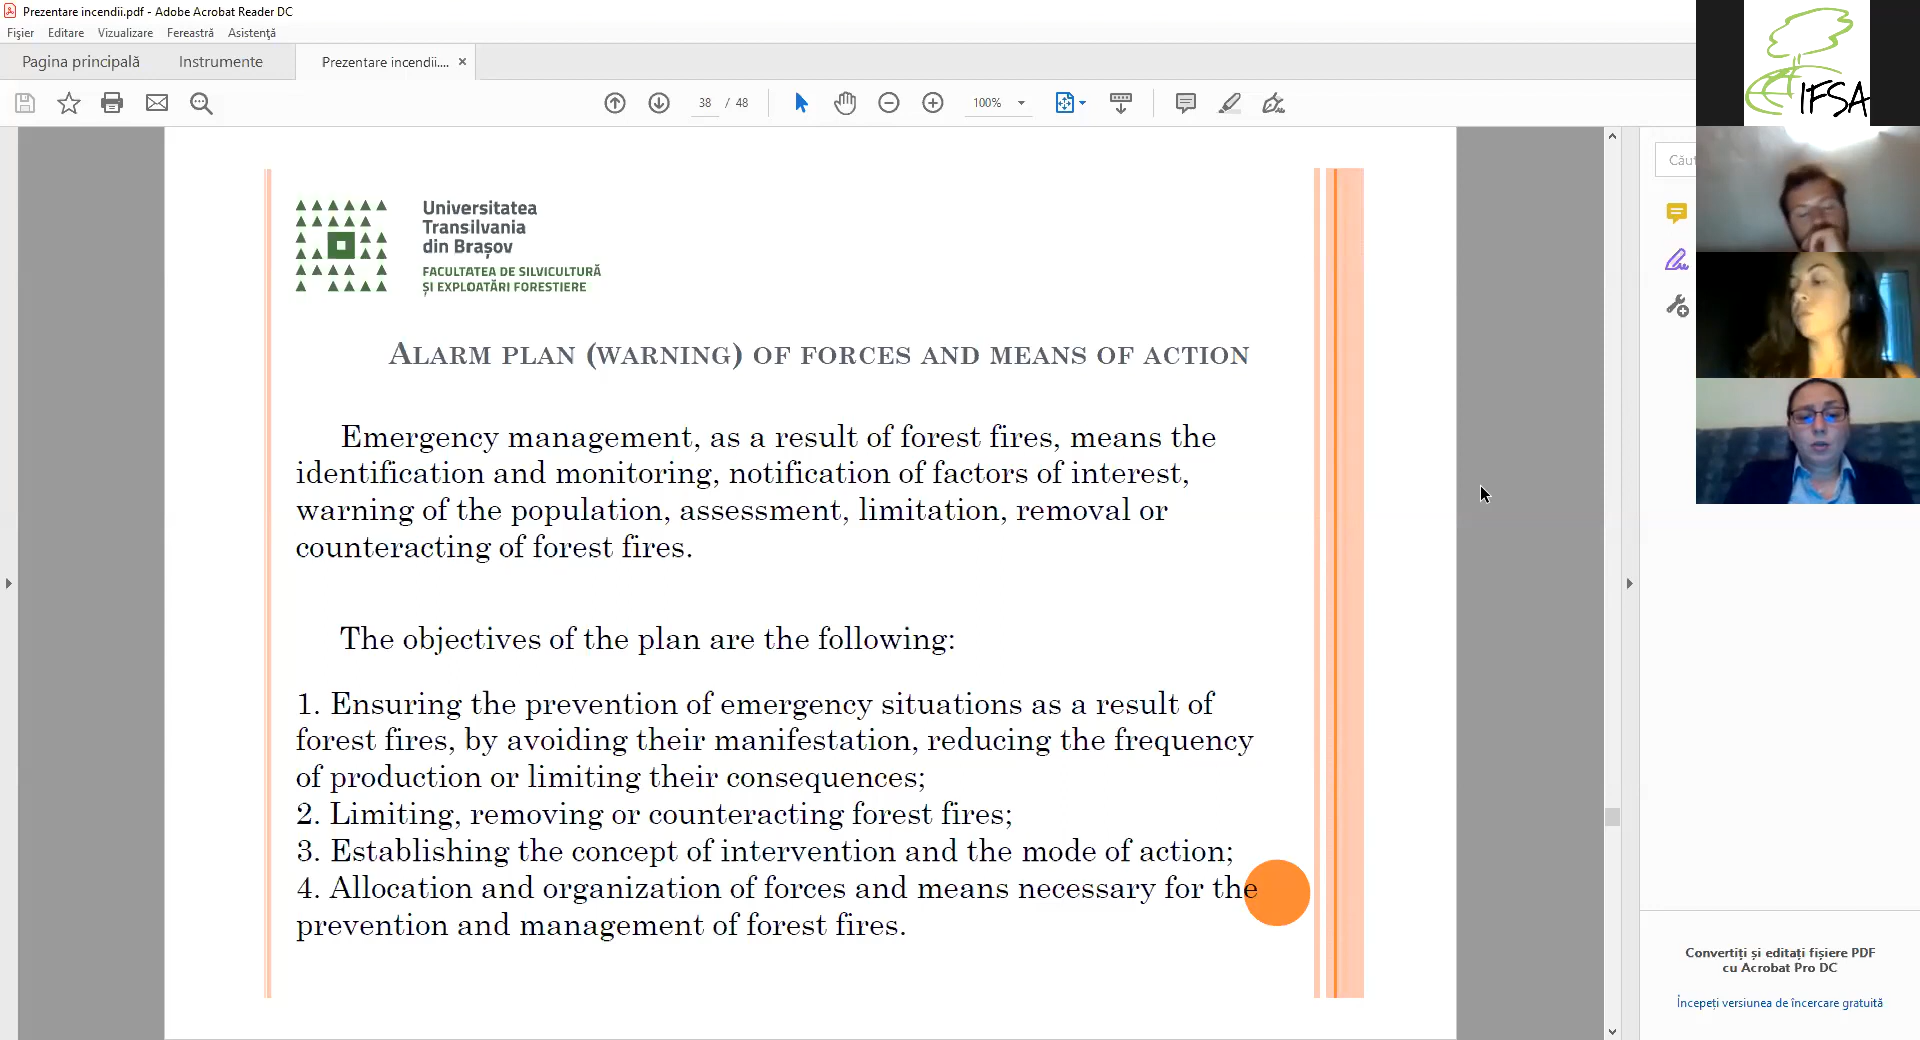 Prezentare incendii.pdf - Adobe Acrobat Reader DC
Fișier Editare Vizualizare Fereastră Asistență
Pagina principală Instrumente Prezentare incendii.... ×
38 / 48 100%
IFSA
Universitatea
Transilvania
din Brașov
FACULTATEA DE SILVICULTURĂ
ȘI EXPLOATĂRI FORESTIERE
ALARM PLAN (WARNING) OF FORCES AND MEANS OF ACTION
Emergency management, as a result of forest fires, means the
identification and monitoring, notification of factors of interest,
warning of the population, assessment, limitation, removal or
counteracting of forest fires.
The objectives of the plan are the following:
1. Ensuring the prevention of emergency situations as a result of
forest fires, by avoiding their manifestation, reducing the frequency
of production or limiting their consequences;
2. Limiting, removing or counteracting forest fires;
3. Establishing the concept of intervention and the mode of action;
4. Allocation and organization of forces and means necessary for the
prevention and management of forest fires.
Cău
Convertiți și editați fișiere PDF
cu Acrobat Pro DC
Începeți versiunea de încercare gratuită